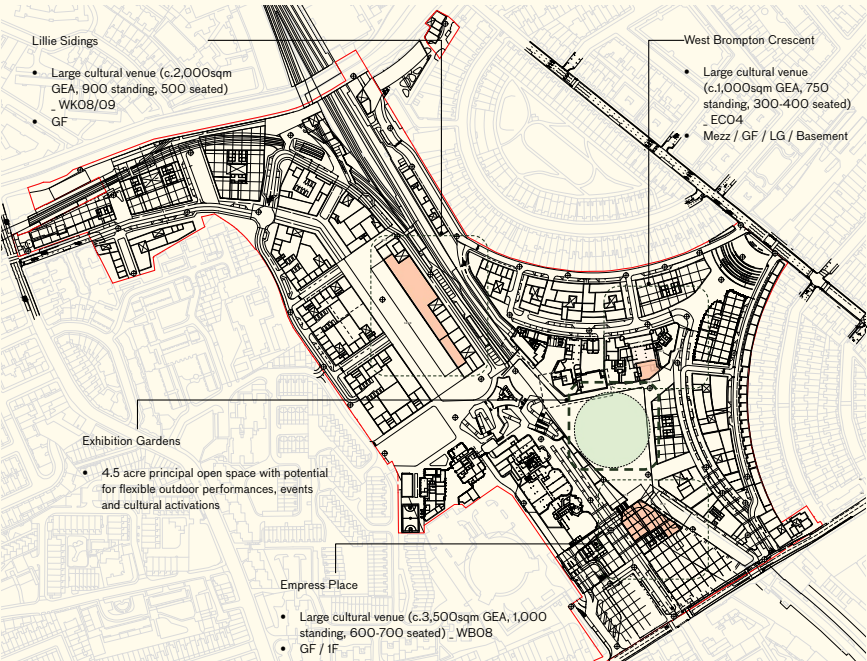 Lillie Sidings
• Large cultural venue (c.2,000sqm
GEA, 900 standing, 500 seated)
_ WK08/09
• GF
West Brompton Crescent
• Large cultural venue
(c.1,000sqm GEA, 750
standing, 300-400 seated)
_ EC04
• Mezz / GF / LG / Basement
Exhibition Gardens
• 4.5 acre principal open space with potential
for flexible outdoor performances, events
and cultural activations
Empress Place
• Large cultural venue (c.3,500sqm GEA, 1,000
standing, 600-700 seated) _ WB08
• GF / 1F